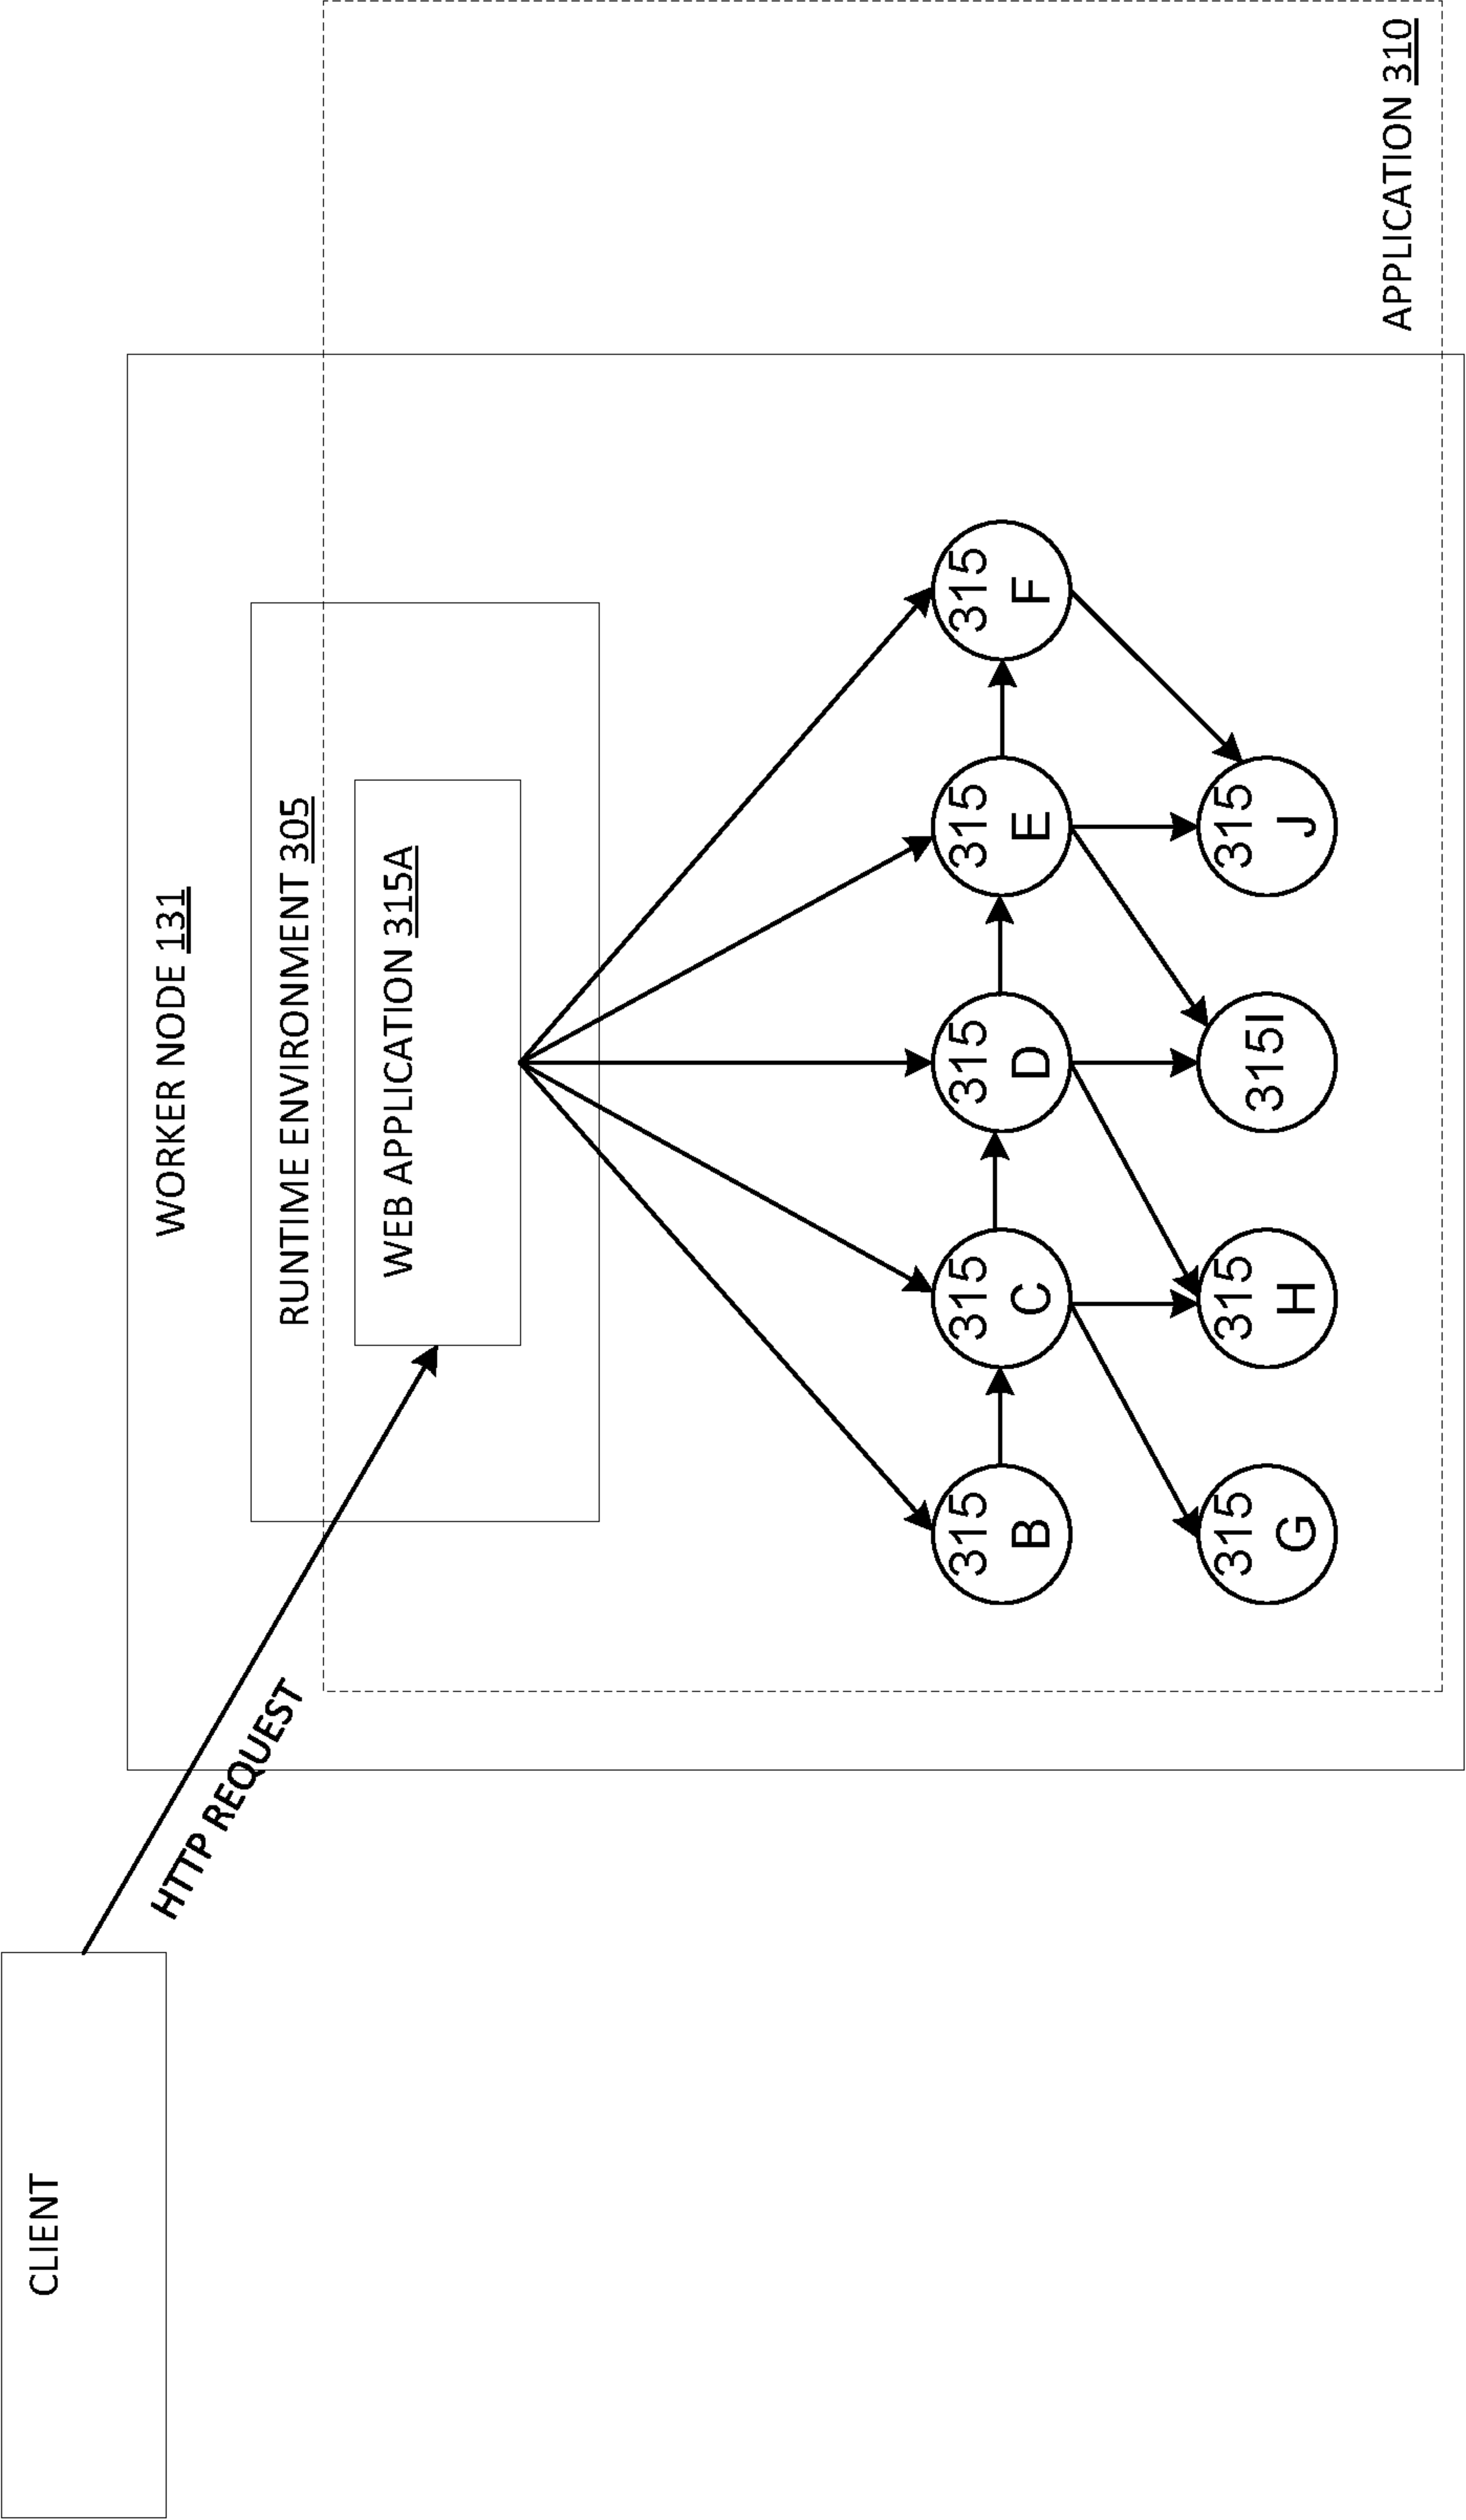 CLIENT
HTTP REQUEST
WORKER NODE 131
RUNTIME ENVIRONMENT 305
WEB APPLICATION 315A
315
B
315
C
315
D
315
E
315
F
315
G
315
H
315I
315
J
APPLICATION 310